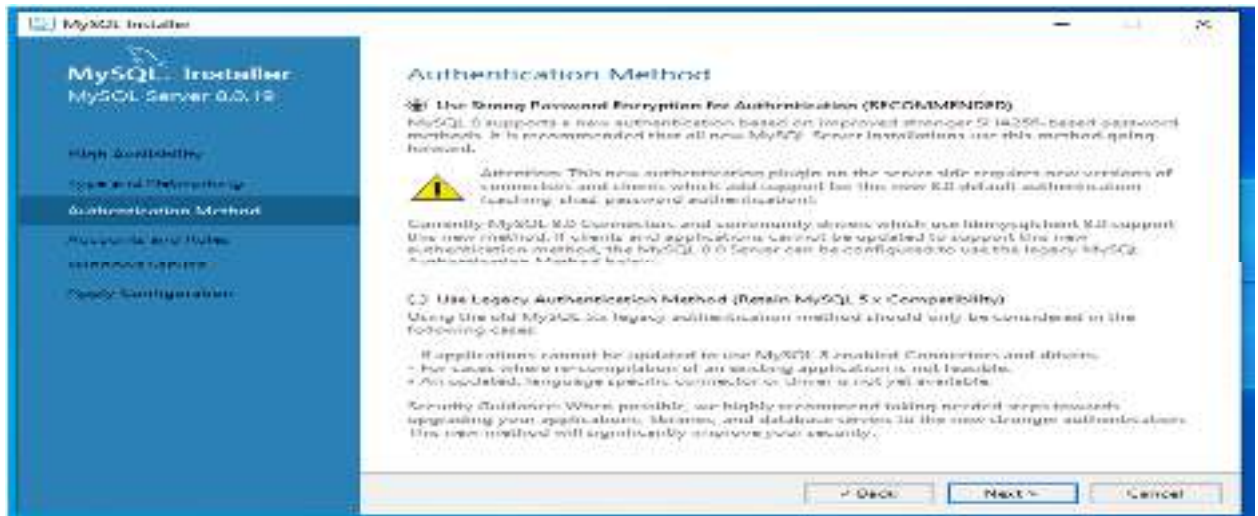 MySQL Installer
MySQL. Installer
MySQL Server 8.0.19
High Availability
Type and Networking
Authentication Method
Accounts and Roles
Windows Service
Apply Configuration
Authentication Method
Use Strong Password Encryption for Authentication (RECOMMENDED)
MySQL 8 supports a new authentication based on improved stronger SHA256-based password
methods. It is recommended that all new MySQL Server installations use this method going
forward.
Attention: This new authentication plugin on the server side requires new versions of
connectors and clients which add support for this new 8.0 default authentication
(caching_sha2_password authentication).
Currently MySQL 8.0 Connectors and community drivers which use libmysqlclient 8.0 support
this new method. If clients and applications cannot be updated to support this new
authentication method, the MySQL 8.0 Server can be configured to use the legacy MySQL
Authentication Method below.
Use Legacy Authentication Method (Retain MySQL 5.x Compatibility)
Using the old MySQL 5.x legacy authentication method should only be considered in the
following cases:
- If applications cannot be updated to use MySQL 8 enabled Connectors and drivers.
- For cases where re-compilation of an existing application is not feasible.
- An updated, language specific connector or driver is not yet available.
Security Guidance: When possible, we highly recommend taking needed steps towards
upgrading your applications, libraries, and database servers to the new stronger authentication.
This new method will significantly improve your security.
< Back
Next >
Cancel